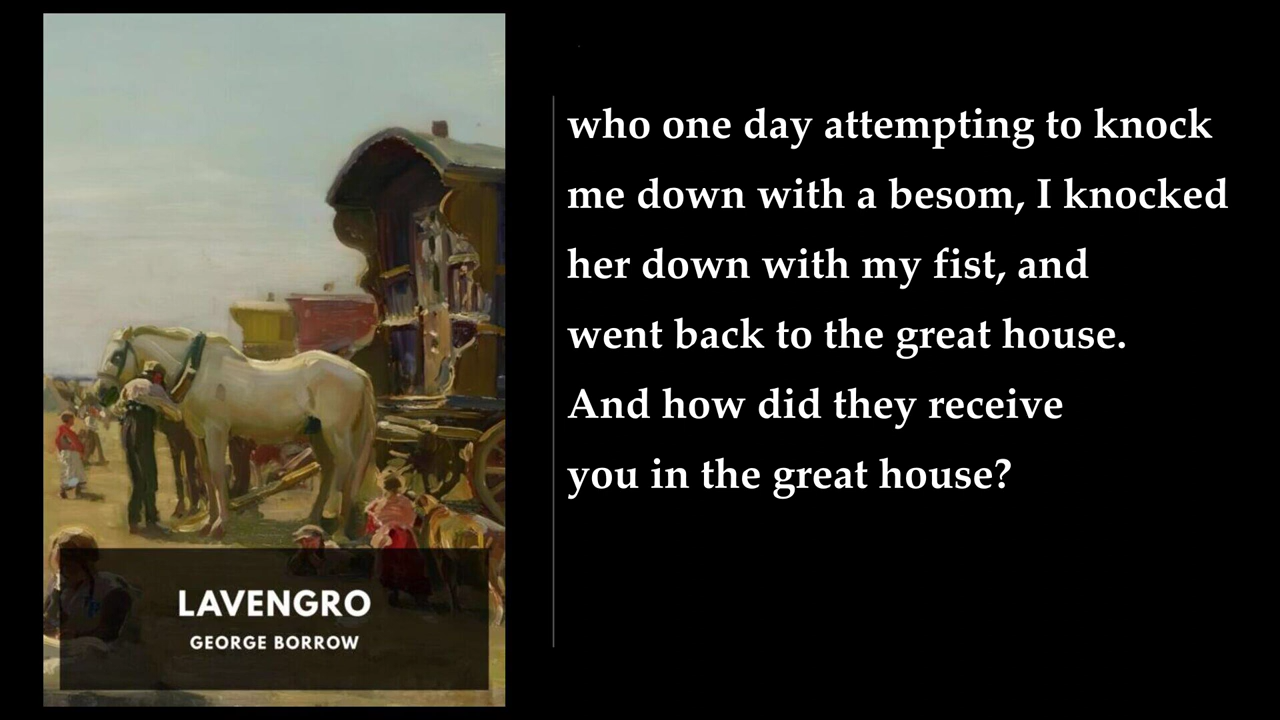 LAVENGRO
GEORGE BORROW
who one day attempting to knock
me down with a besom, I knocked
her down with my fist, and
went back to the great house.
And how did they receive
you in the great house?